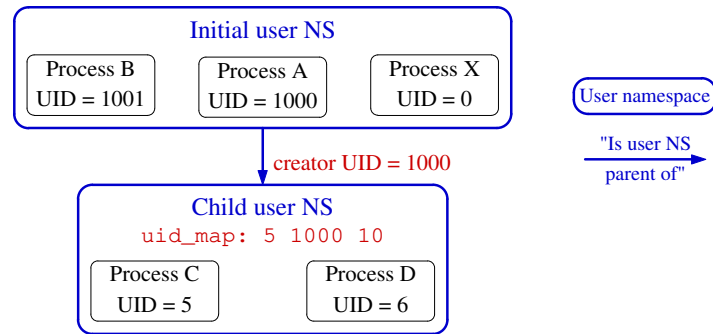 Initial user NS
Process B
UID = 1001
Process A
UID = 1000
Process X
UID = 0
creator UID = 1000
Child user NS
uid_map: 5 1000 10
Process C
UID = 5
Process D
UID = 6
User namespace
"Is user NS
parent of"